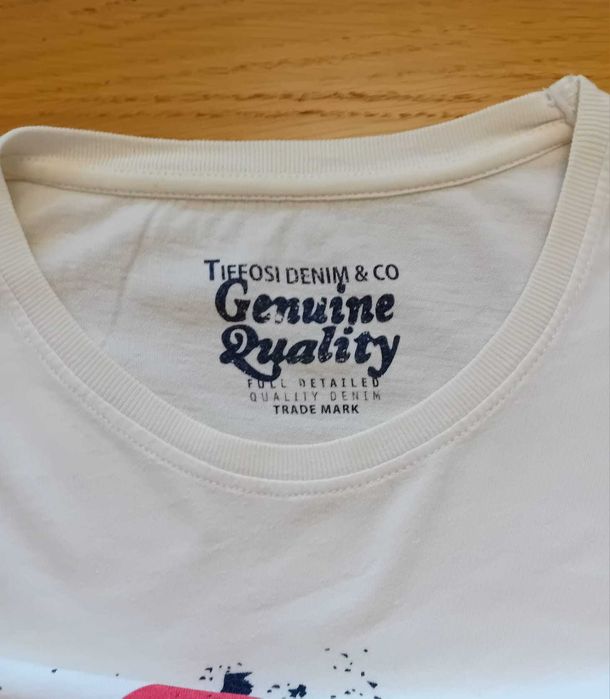 TIFFOSI DENIM & CO
Genuine
Quality
FULL DETAILED
QUALITY DENIM
TRADE MARK